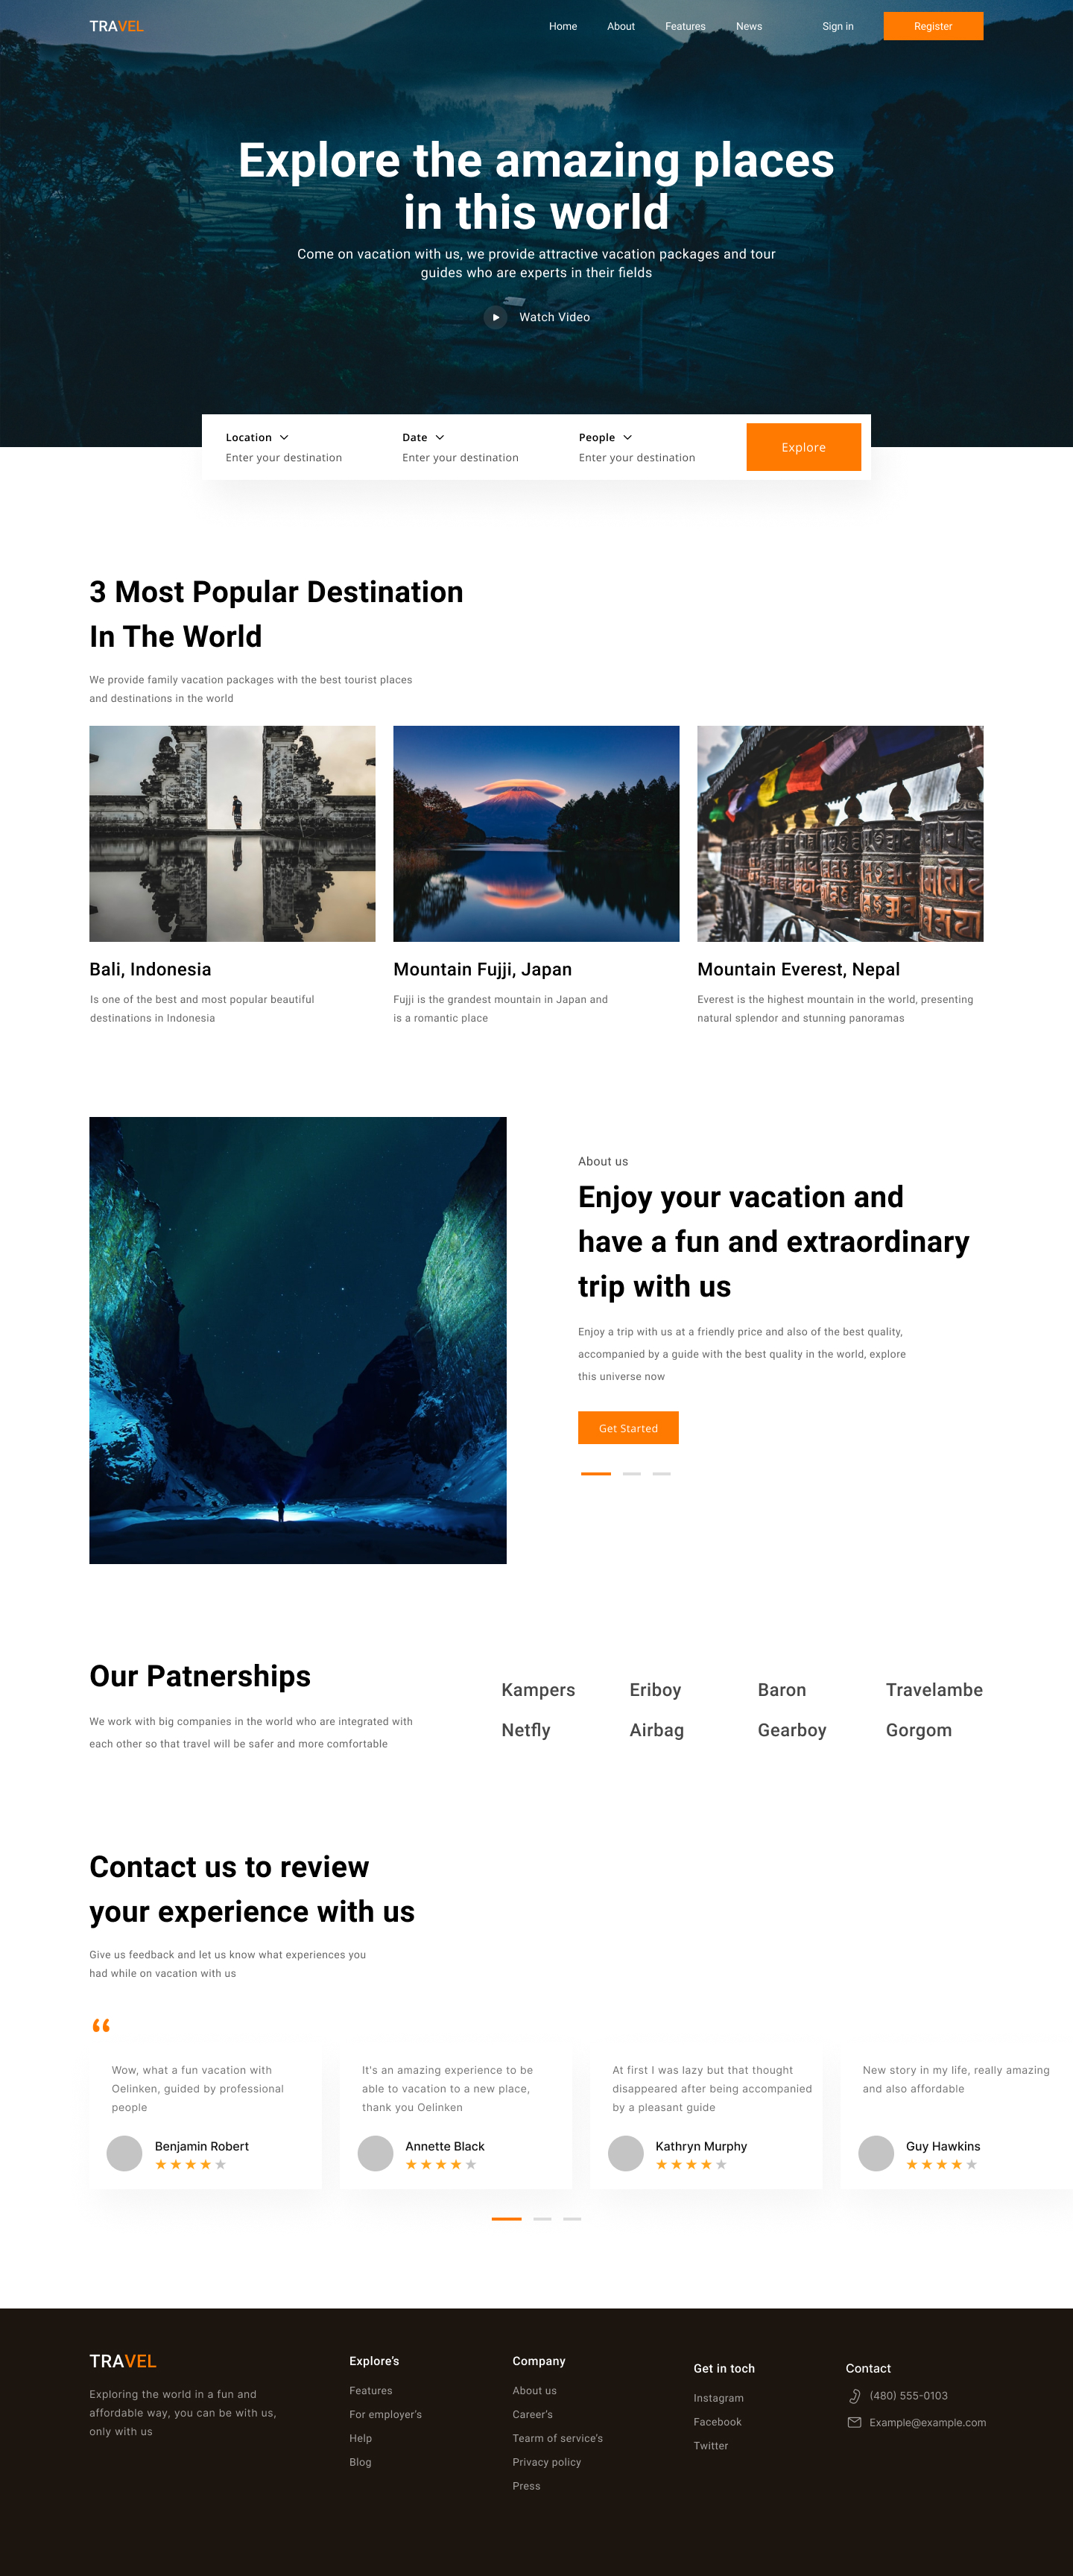 TRAVEL
Home About Features News Sign in Register
Explore the amazing places
in this world
Come on vacation with us, we provide attractive vacation packages and tour
guides who are experts in their fields
Watch Video
Location Date People
Enter your destination Enter your destination Enter your destination
Explore
3 Most Popular Destination
In The World
We provide family vacation packages with the best tourist places
and destinations in the world
Bali, Indonesia
Is one of the best and most popular beautiful
destinations in Indonesia
Mountain Fujji, Japan
Fujji is the grandest mountain in Japan and
is a romantic place
Mountain Everest, Nepal
Everest is the highest mountain in the world, presenting
natural splendor and stunning panoramas
About us
Enjoy your vacation and
have a fun and extraordinary
trip with us
Enjoy a trip with us at a friendly price and also of the best quality,
accompanied by a guide with the best quality in the world, explore
this universe now
Get Started
Our Patnerships
We work with big companies in the world who are integrated with
each other so that travel will be safer and more comfortable
Kampers Eriboy Baron Travelambe
Netfly Airbag Gearboy Gorgom
Contact us to review
your experience with us
Give us feedback and let us know what experiences you
had while on vacation with us
“
Wow, what a fun vacation with
Oelinken, guided by professional
people
Benjamin Robert
It's an amazing experience to be
able to vacation to a new place,
thank you Oelinken
Annette Black
At first I was lazy but that thought
disappeared after being accompanied
by a pleasant guide
Kathryn Murphy
New story in my life, really amazing
and also affordable
Guy Hawkins
TRAVEL
Exploring the world in a fun and
affordable way, you can be with us,
only with us
Explore's
Features
For employer's
Help
Blog
Company
About us
Career's
Tearm of service's
Privacy policy
Press
Get in toch
Instagram
Facebook
Twitter
Contact
(480) 555-0103
Example@example.com